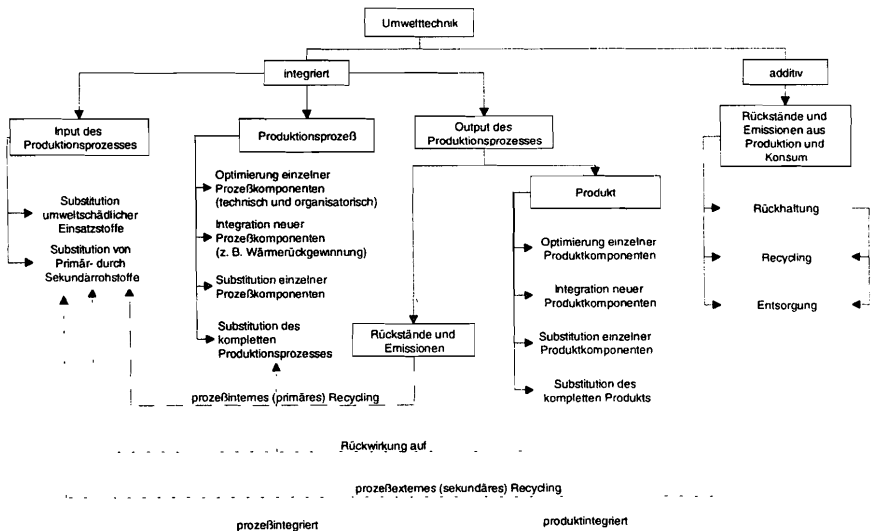 Umwelttechnik
integriert
additiv
Input des
Produktionsprozesses
Produktionsprozeß
Output des
Produktionsprozesses
Rückstände und
Emissionen aus
Produktion und
Konsum
Substitution
umweltschädlicher
Einsatzstoffe
Substitution von
Primär- durch
Sekundärrohstoffe
Optimierung einzelner
Prozeßkomponenten
(technisch und organisatorisch)
Integration neuer
Prozeßkomponenten
(z. B. Wärmerückgewinnung)
Substitution einzelner
Prozeßkomponenten
Substitution des
kompletten
Produktionsprozesses
Rückstände und
Emissionen
Produkt
Optimierung einzelner
Produktkomponenten
Integration neuer
Produktkomponenten
Substitution einzelner
Produktkomponenten
Substitution des
kompletten Produkts
Rückhaltung
Recycling
Entsorgung
prozeßinternes (primäres) Recycling
Rückwirkung auf
prozeßexternes (sekundäres) Recycling
prozeßintegriert
produktintegriert